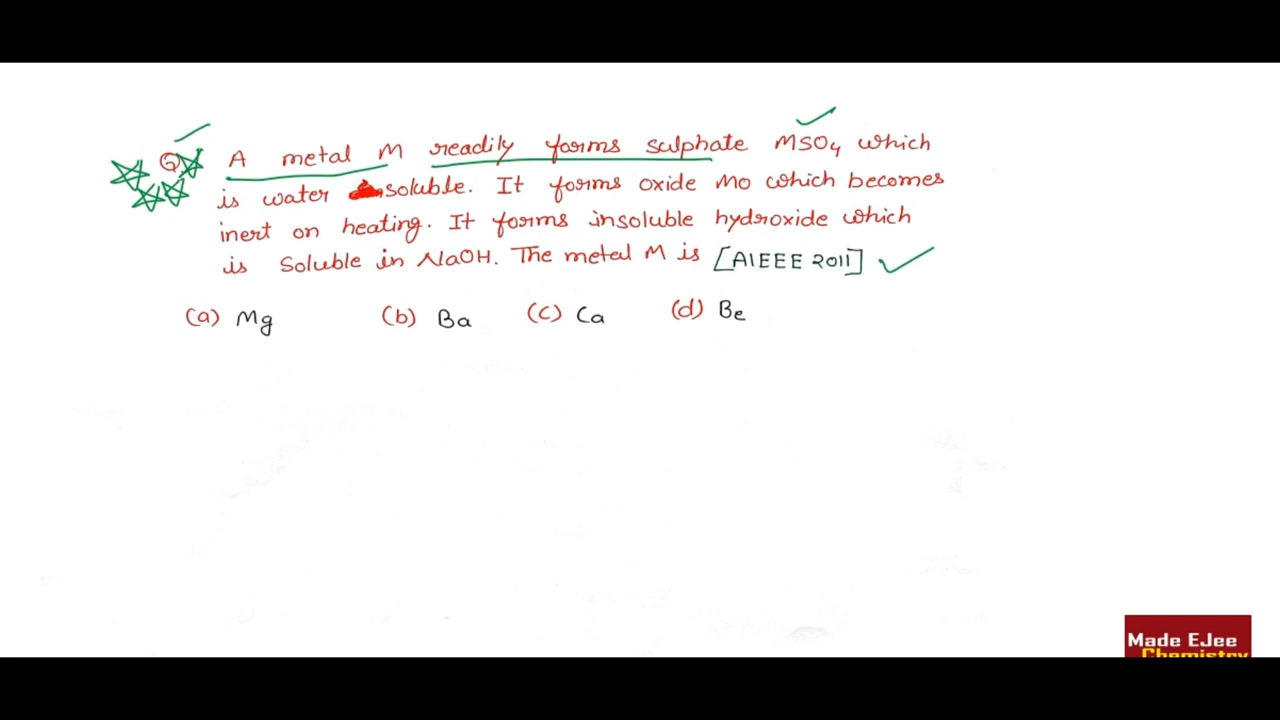 Q A metal M readily forms sulphate MSO4 which
is water soluble. It forms oxide MO which becomes
inert on heating. It forms insoluble hydroxide which
is soluble in NaOH. The metal M is [AIEEE 2011]
(a) Mg (b) Ba (c) Ca (d) Be
Made EJee
Chemistry